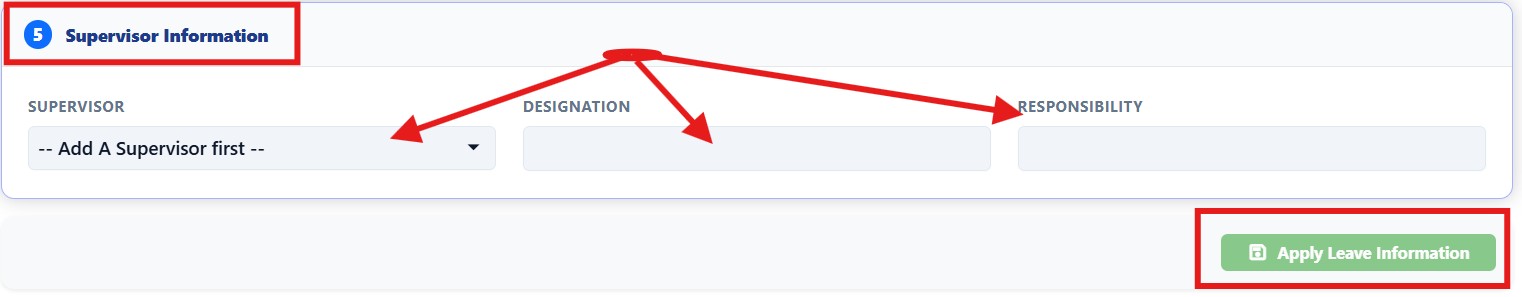 5 Supervisor Information
SUPERVISOR DESIGNATION RESPONSIBILITY
-- Add A Supervisor first --
Apply Leave Information